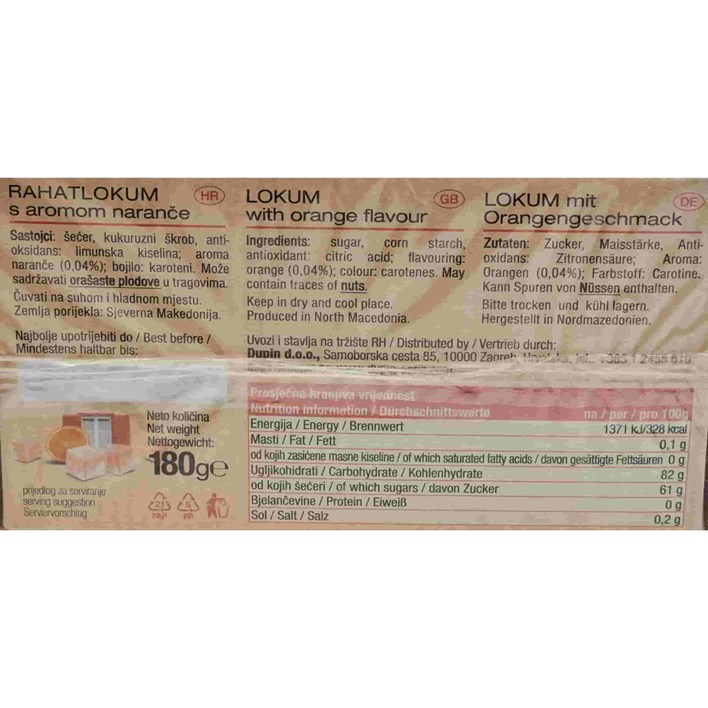 RAHATLOKUM HR
s aromom naranče
Sastojci: šećer, kukuruzni škrob, anti-
oksidans: limunska kiselina; aroma
naranče (0,04%); bojilo: karoteni. Može
sadržavati orašaste plodove u tragovima.
Čuvati na suhom i hladnom mjestu.
Zemlja porijekla: Sjeverna Makedonija.
Najbolje upotrijebiti do / Best before /
Mindestens haltbar bis:
LOKUM GB
with orange flavour
Ingredients: sugar, corn starch,
antioxidant: citric acid; flavouring:
orange (0,04%); colour: carotenes. May
contain traces of nuts.
Keep in dry and cool place.
Produced in North Macedonia.
LOKUM mit DE
Orangengeschmack
Zutaten: Zucker, Maisstärke, Anti-
oxidans: Zitronensäure; Aroma:
Orangen (0,04%); Farbstoff: Carotine.
Kann Spuren von Nüssen enthalten.
Bitte trocken und kühl lagern.
Hergestellt in Nordmazedonien.
Uvozi i stavlja na tržište RH / Distributed by / Vertrieb durch:
Dupin d.o.o., Samoborska cesta 85, 10000 Zagreb,
Neto količina
Net weight
Nettogewicht:
180g e
prijedlog za serviranje
serving suggestion
Serviervorschlag
21
PAP
5
PP
Prosječna hranjiva vrijednost
Nutrition information / Durchschnittswerte na / per / pro 100g
Energija / Energy / Brennwert 1371 kJ/328 kcal
Masti / Fat / Fett 0,1 g
od kojih zasićene masne kiseline / of which saturated fatty acids / davon gesättigte Fettsäuren 0 g
Ugljikohidrati / Carbohydrate / Kohlenhydrate 82 g
od kojih šećeri / of which sugars / davon Zucker 61 g
Bjelančevine / Protein / Eiweiß 0 g
Sol / Salt / Salz 0,2 g